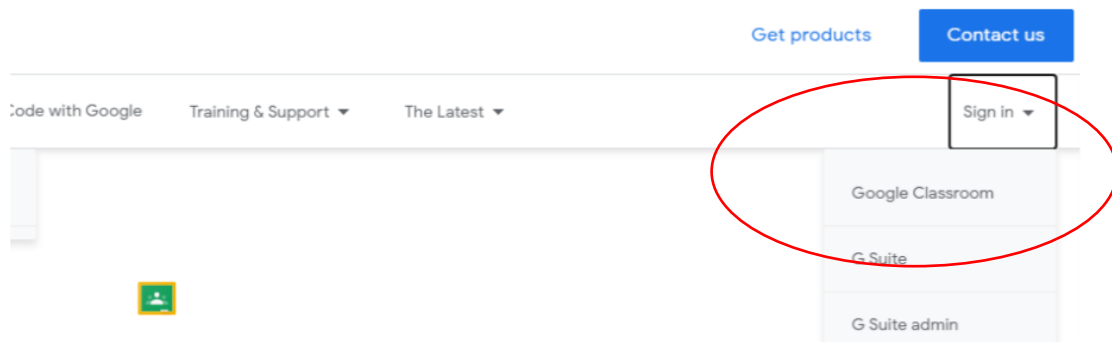 Get products Contact us
Code with Google Training & Support The Latest Sign in
Google Classroom
G Suite
G Suite admin